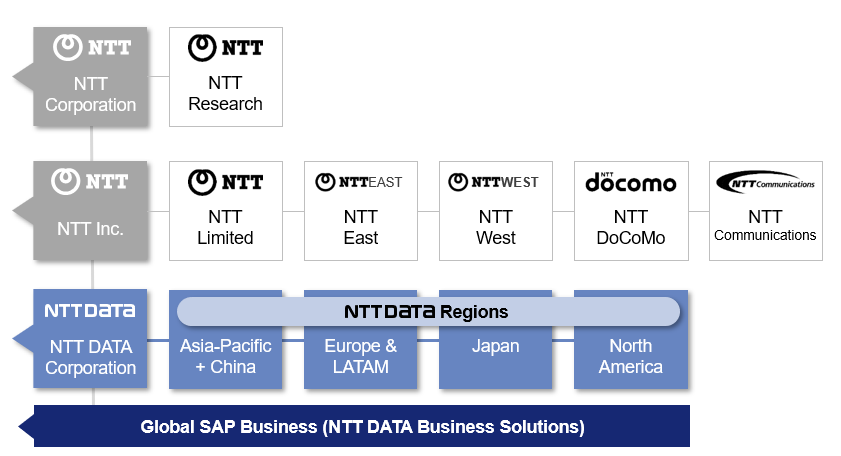 NTT
NTT
Corporation
NTT
NTT
Research
NTT
NTT Inc.
NTT
NTT
Limited
NTTEAST
NTT
East
NTTWEST
NTT
West
NTT
döcomo
NTT
DoCoMo
NTT Communications
NTT
Communications
NTT DATA
NTT DATA
Corporation
NTT DATA Regions
Asia-Pacific
+ China
Europe &
LATAM
Japan
North
America
Global SAP Business (NTT DATA Business Solutions)